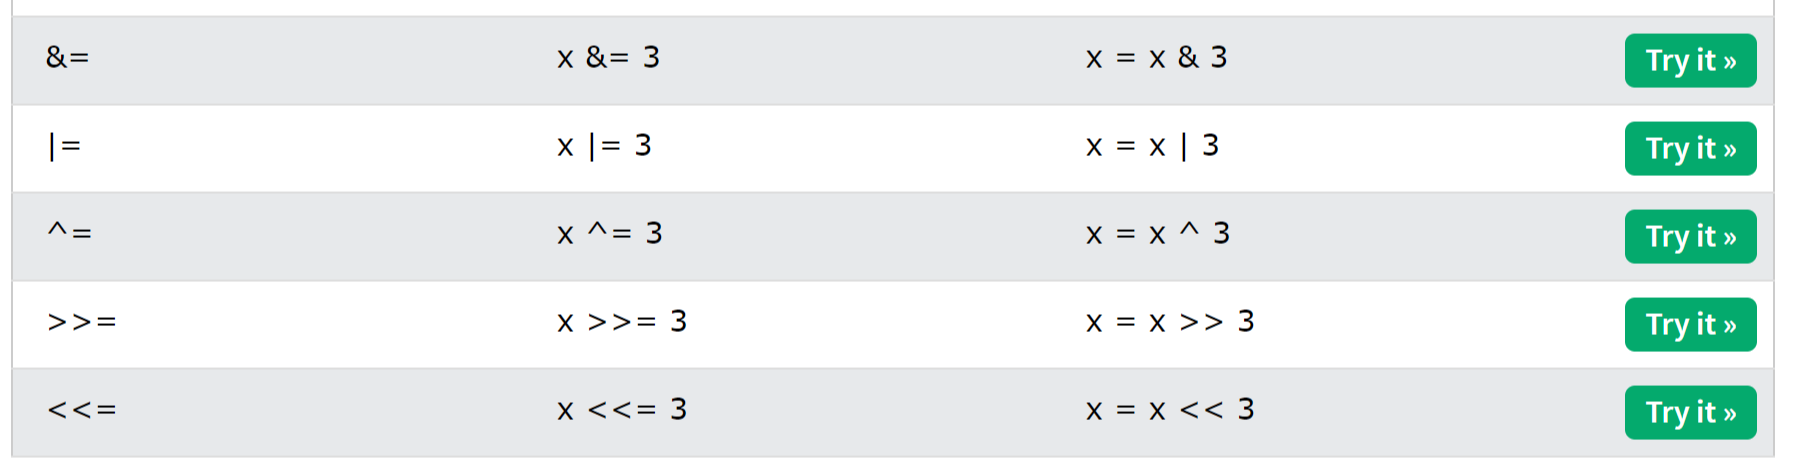 &= x &= 3 x = x & 3 Try it »
|= x |= 3 x = x | 3 Try it »
^= x ^= 3 x = x ^ 3 Try it »
>>= x >>= 3 x = x >> 3 Try it »
<<= x <<= 3 x = x << 3 Try it »